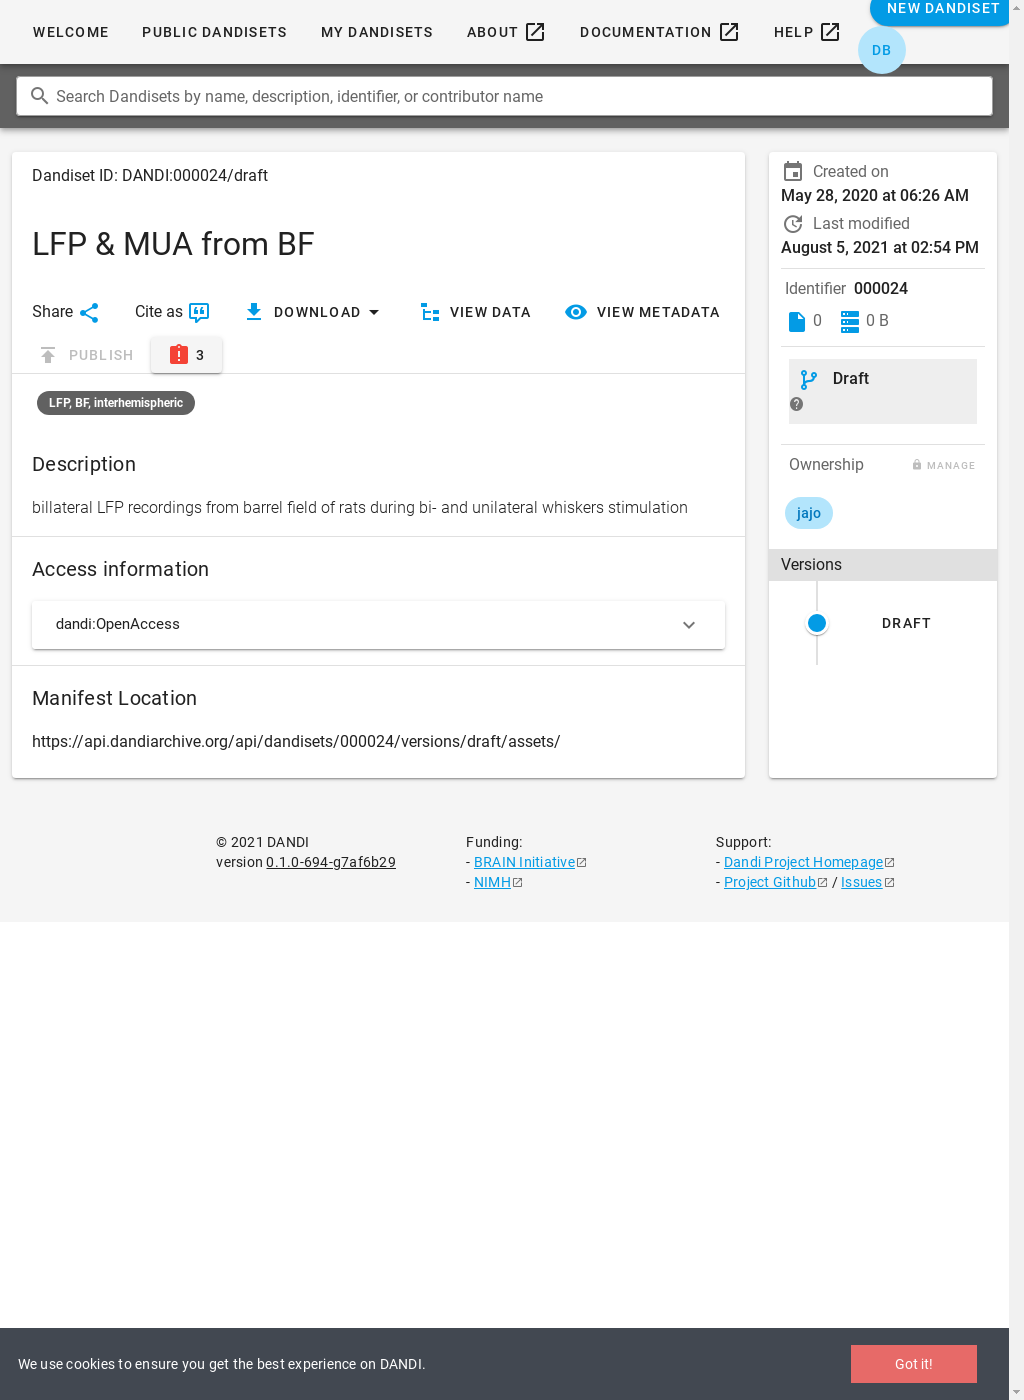 WELCOME PUBLIC DANDISETS MY DANDISETS ABOUT DOCUMENTATION HELP NEW DANDISET
DB
Search Dandisets by name, description, identifier, or contributor name
Dandiset ID: DANDI:000024/draft
LFP & MUA from BF
Share Cite as DOWNLOAD VIEW DATA VIEW METADATA
PUBLISH 3
LFP, BF, interhemispheric
Description
billateral LFP recordings from barrel field of rats during bi- and unilateral whiskers stimulation
Access information
dandi:OpenAccess
Manifest Location
https://api.dandiarchive.org/api/dandisets/000024/versions/draft/assets/
Created on
May 28, 2020 at 06:26 AM
Last modified
August 5, 2021 at 02:54 PM
Identifier 000024
0 0 B
Draft
Ownership MANAGE
jajo
Versions
DRAFT
© 2021 DANDI
version 0.1.0-694-g7af6b29
Funding:
- BRAIN Initiative
- NIMH
Support:
- Dandi Project Homepage
- Project Github / Issues
We use cookies to ensure you get the best experience on DANDI.
Got it!